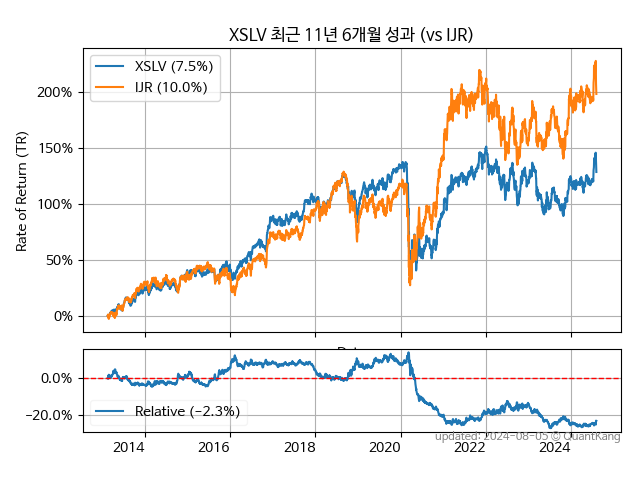 XSLV 최근 11년 6개월 성과 (vs IJR)
XSLV (7.5%)
IJR (10.0%)
Rate of Return (TR)
200%
150%
100%
50%
0%
0.0%
−20.0%
Relative (−2.3%)
updated: 2024-08-05 © QuantKang
2014
2016
2018
2020
2022
2024